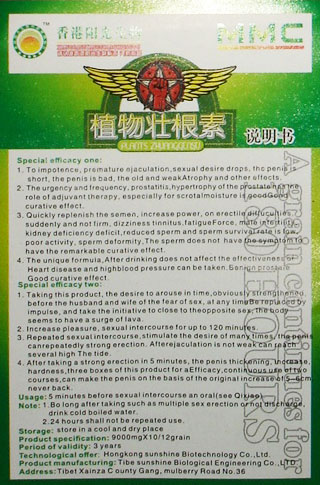 香港阳光生物
TM
MMC
植物壮根素
PLANTS ZHUANGGENSU
说明书
Special efficacy one:
1. To impotence, premature ejaculation,sexual desire drops, the penis is
short, the penis is bad, the old and weakAtrophy and other effects.
2. The urgency and frequency, prostatitis,hypertrophy of the prostate has the
role of adjuvant therapy, especially for scrotalmoisture is goodGood
curative effect.
3. Quickly replenish the semen, increase power, on erectile difficulties
suddenly and not firm, dizziness tinnitus, fatigueForce, male infertility,
kidney deficiency deficit,reduced sperm and sperm survival rate is low,
poor activity, sperm deformity,The sperm does not have the symptom to
have the remarkable curative effect.
4. The unique formula,After drinking does not affect the effectiveness of
Heart disease and highblood pressure can be taken.Benign prostate
Good curative effect.
Special efficacy two:
1. Taking this product, the desire to arouse in time,obviously strengthened,
before the husband and wife of the fear of sex, at any timeBe replaced by
impulse, and take the initiative to close to theopposite sex, the body
seems to have a surge of lava.
2. Increase pleasure, sexual intercourse for up to 120 minutes.
3. Repeated sexual intercourse, stimulate the desire of many times, the penis
canrepeatedly strong erection. Afterejaculation is not weak can reach
several high The tide.
4. After taking a strong erection in 5 minutes, the penis thickening, increase
hardness,three boxes of this product for aEfficacy,continuous use of two
courses,can make the penis on the basis of the original increase of 5-6cm,
never back.
Usage: 5 minutes before sexual intercourse an oral(see Qixiao)
Note: 1.Bo long after taking such as multiple sex erection or not discharge,
drink cold boiled water.
2.24 hours shall not be repeated use.
Storage: store in a cool and dry place
Product specification: 9000mgX10/12grain
Period of validity: 3 years
Technological offer: Hongkong sunshine Biotechnology Co., Ltd.
Product manufacturing: Tibe sunshine Biological Engineering Co.,LTD
Address: Tibet Xainza C ounty Gang, mulberry Road No.36